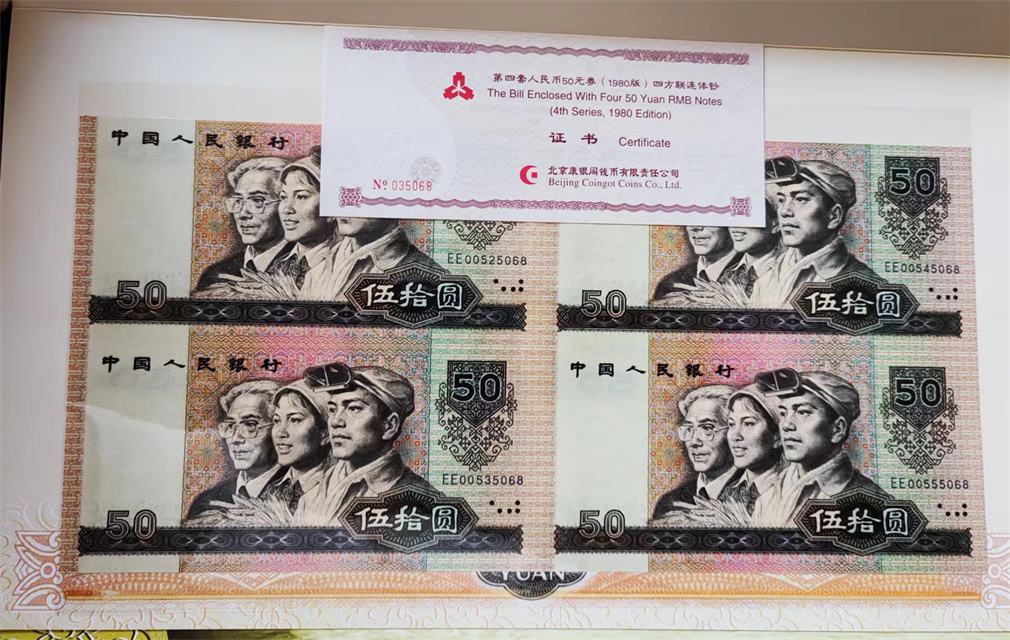 第四套人民币50元券（1980版）四方联连体钞
The Bill Enclosed With Four 50 Yuan RMB Notes
(4th Series, 1980 Edition)
证书 Certificate
北京康银阁钱币有限责任公司
Beijing Coingot Coins Co., Ltd.
Nº 035068
中国人民银行
EE00525068
50
伍拾圆
50
EE00545068
50
伍拾圆
中国人民银行
50
EE00535068
50
伍拾圆
中国人民银行
50
EE00555068
50
伍拾圆
YUAN